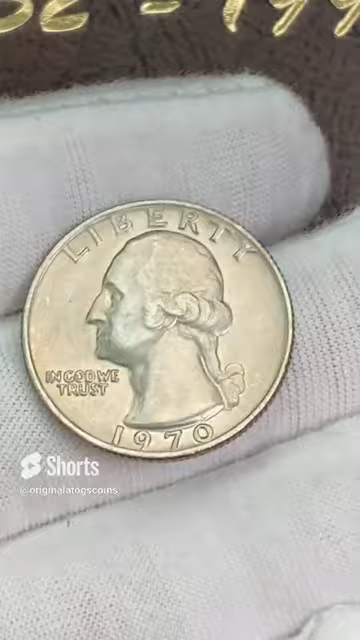 LIBERTY
IN GOD WE
TRUST
1970
Shorts
@originalatogscoins